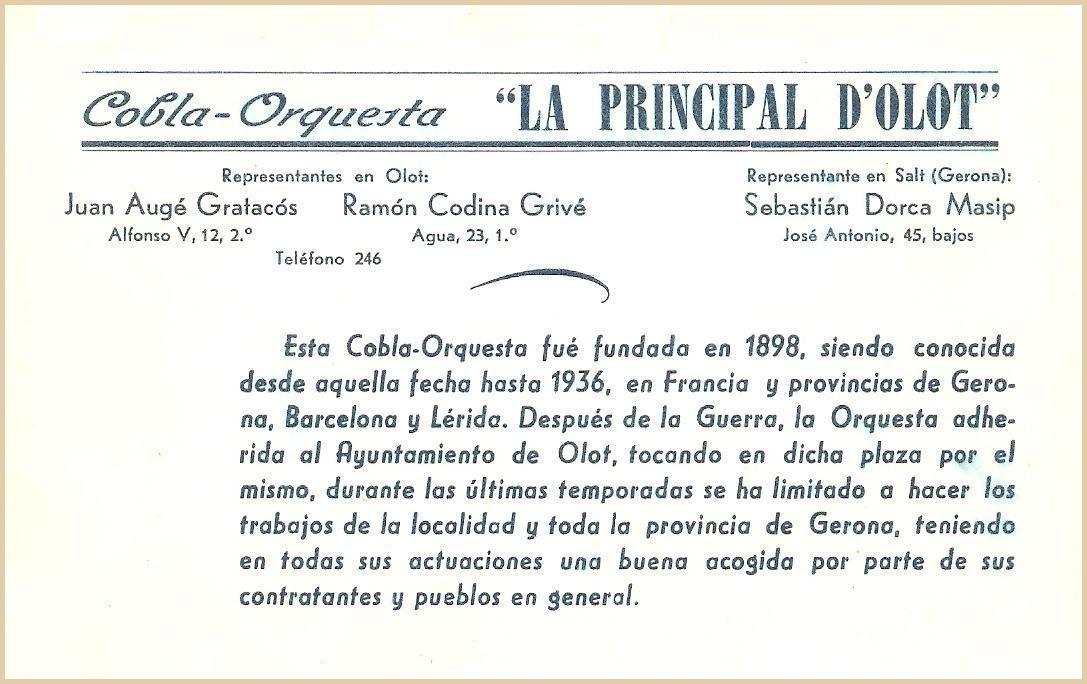 Cobla-Orquesta “LA PRINCIPAL D’OLOT”
Representantes en Olot:
Juan Augé Gratacós Ramón Codina Grivé
Alfonso V, 12, 2.º Agua, 23, 1.º
Teléfono 246
Representante en Salt (Gerona):
Sebastián Dorca Masip
José Antonio, 45, bajos
Esta Cobla-Orquesta fué fundada en 1898, siendo conocida
desde aquella fecha hasta 1936, en Francia y provincias de Gero-
na, Barcelona y Lérida. Después de la Guerra, la Orquesta adhe-
rida al Ayuntamiento de Olot, tocando en dicha plaza por el
mismo, durante las últimas temporadas se ha limitado a hacer los
trabajos de la localidad y toda la provincia de Gerona, teniendo
en todas sus actuaciones una buena acogida por parte de sus
contratantes y pueblos en general.